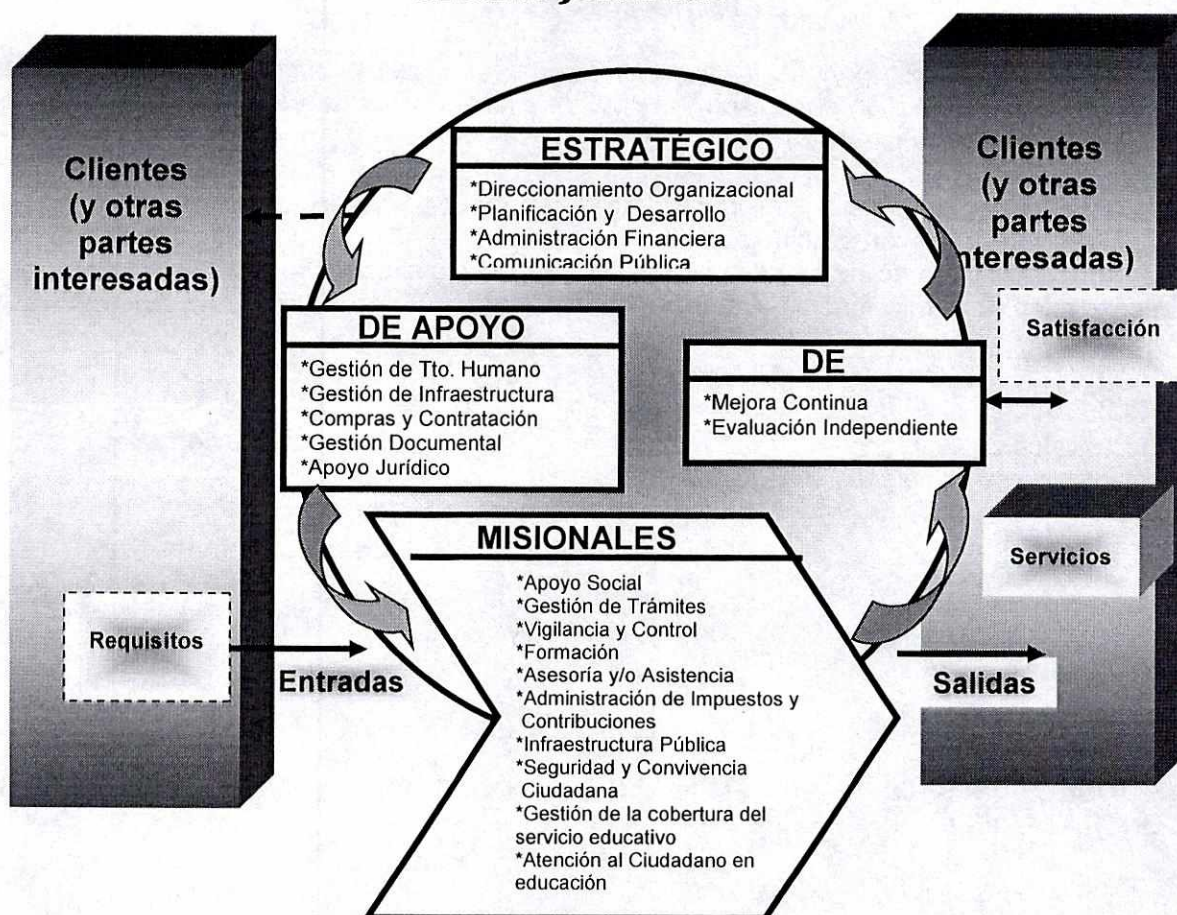 Clientes
(y otras
partes
interesadas)
ESTRATÉGICO
*Direccionamiento Organizacional
*Planificación y Desarrollo
*Administración Financiera
*Comunicación Pública
Clientes
(y otras
partes
interesadas)
DE APOYO
*Gestión de Tto. Humano
*Gestión de Infraestructura
*Compras y Contratación
*Gestión Documental
*Apoyo Jurídico
DE
*Mejora Continua
*Evaluación Independiente
Satisfacción
Servicios
MISIONALES
*Apoyo Social
*Gestión de Trámites
*Vigilancia y Control
*Formación
*Asesoría y/o Asistencia
*Administración de Impuestos y
Contribuciones
*Infraestructura Pública
*Seguridad y Convivencia
Ciudadana
*Gestión de la cobertura del
servicio educativo
*Atención al Ciudadano en
educación
Requisitos
Entradas
Salidas